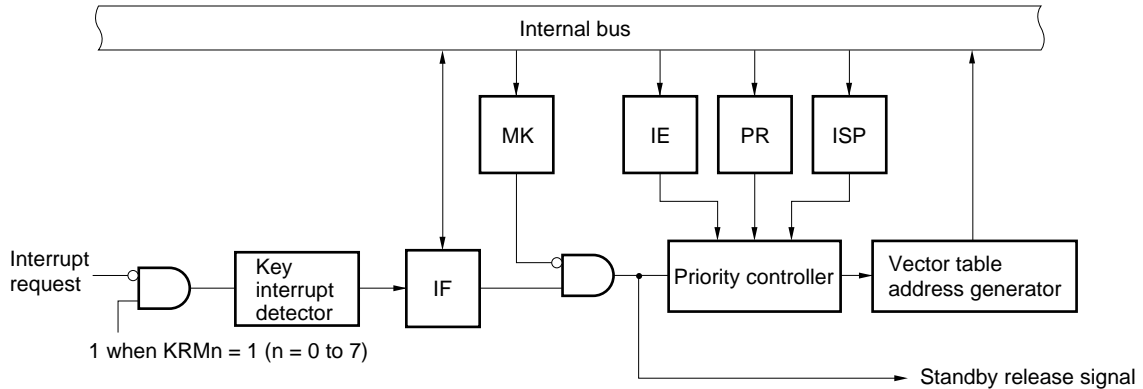 Internal bus
MK
IE
PR
ISP
Interrupt
request
Key
interrupt
detector
IF
Priority controller
Vector table
address generator
1 when KRMn = 1 (n = 0 to 7)
Standby release signal